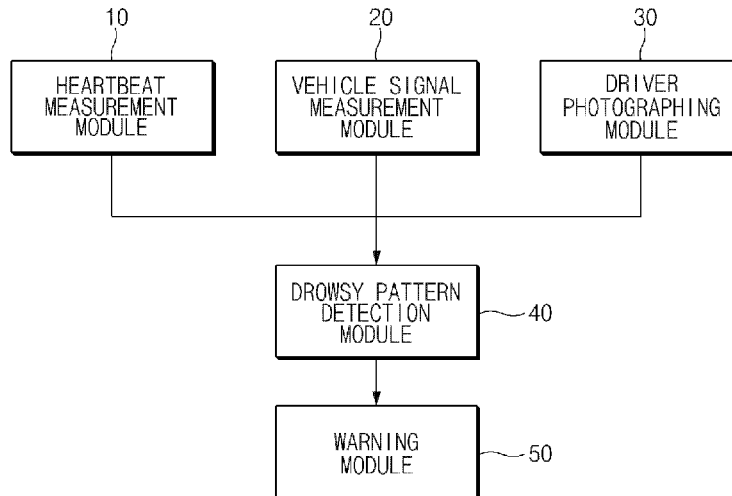 10
20
30
HEARTBEAT
MEASUREMENT
MODULE
VEHICLE SIGNAL
MEASUREMENT
MODULE
DRIVER
PHOTOGRAPHING
MODULE
DROWSY PATTERN
DETECTION
MODULE
40
WARNING
MODULE
50